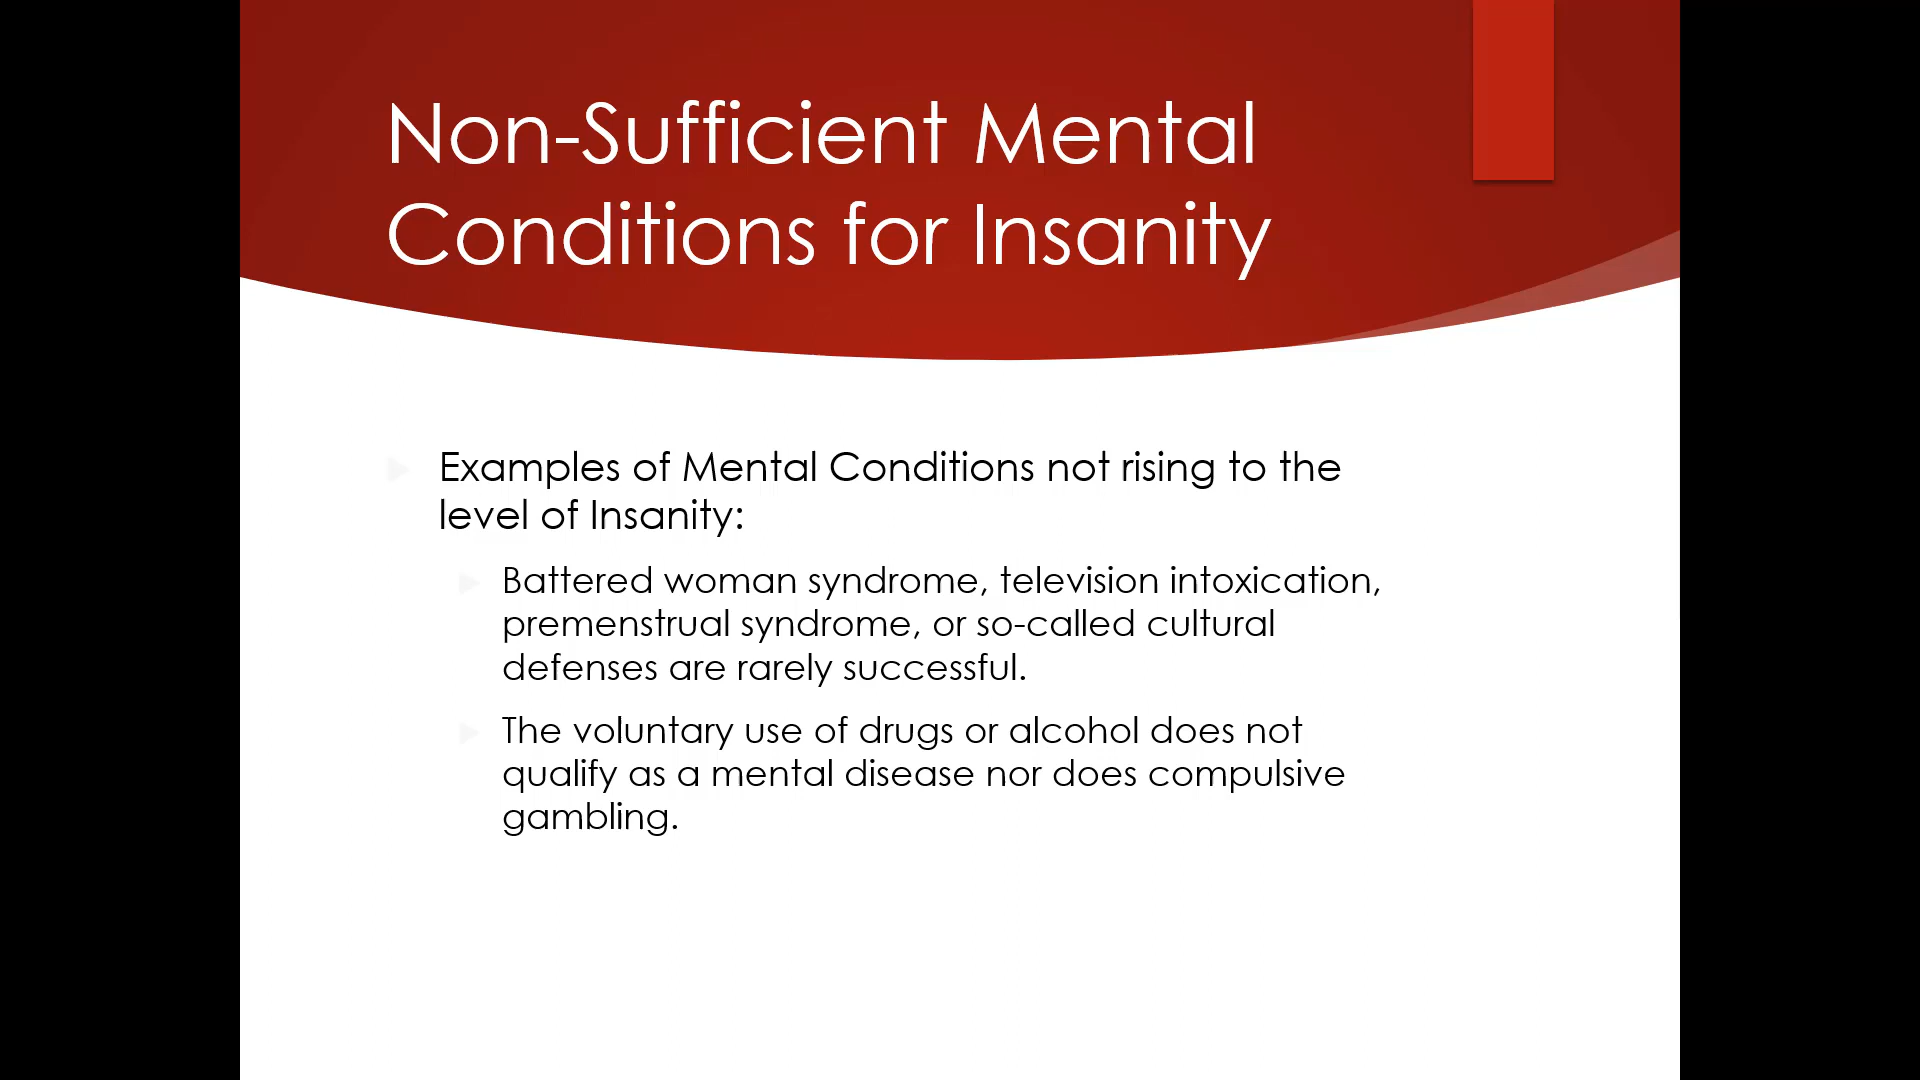 Non-Sufficient Mental
Conditions for Insanity
Examples of Mental Conditions not rising to the
level of Insanity:
Battered woman syndrome, television intoxication,
premenstrual syndrome, or so-called cultural
defenses are rarely successful.
The voluntary use of drugs or alcohol does not
qualify as a mental disease nor does compulsive
gambling.